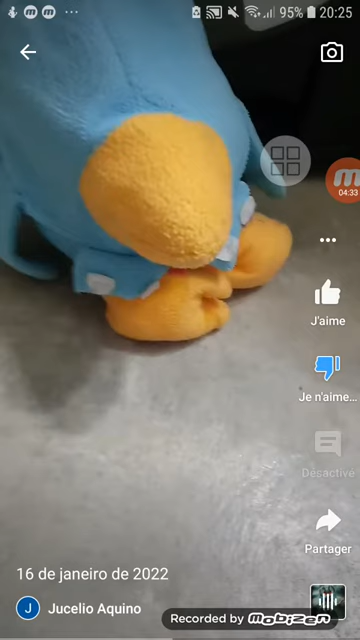 95% 20:25
04:33
J'aime
Je n'aime...
Désactivé
Partager
16 de janeiro de 2022
J Jucelio Aquino
Recorded by mobizen